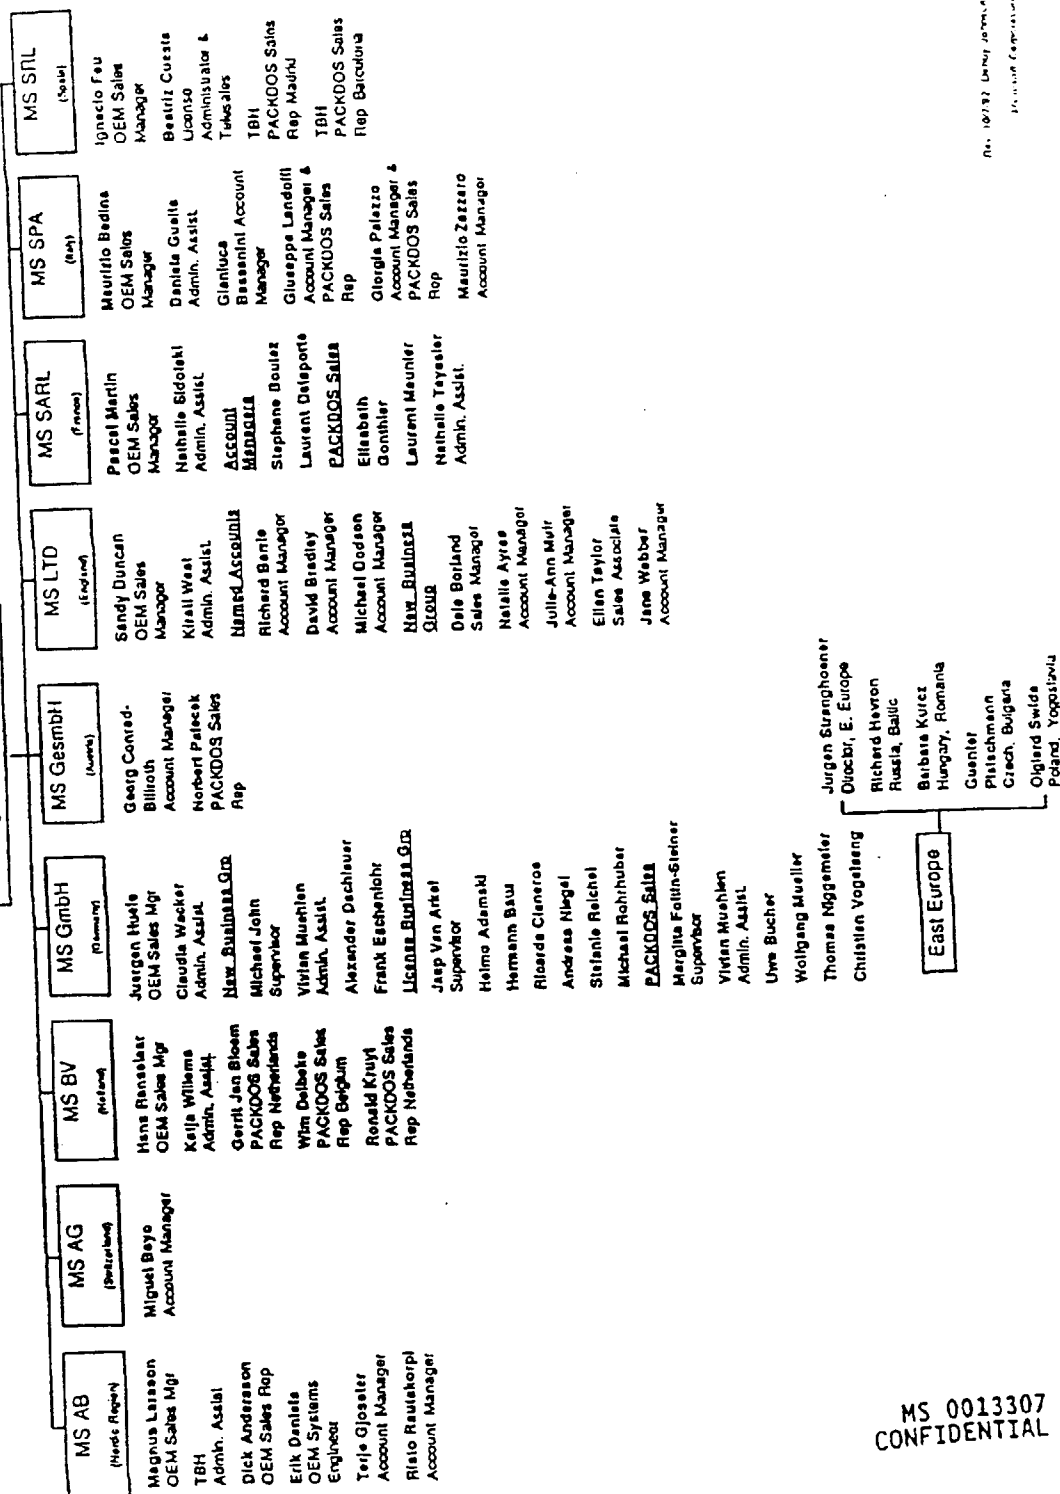 MS AB
(Nordic Region)
Magnus Larsson
OEM Sales Mgr
TBH
Admin. Assist
Dick Andersson
OEM Sales Rep
Erik Daniels
OEM Systems
Engineer
Terje Gjosater
Account Manager
Risto Rautakorpi
Account Manager
MS AG
(Switzerland)
Miguel Bayo
Account Manager
MS BV
(Holland)
Hans Renselaar
OEM Sales Mgr
Katja Willems
Admin. Assist.
Gerrit Jan Bloem
PACKDOS Sales
Rep Netherlands
Wim Delbeke
PACKDOS Sales
Rep Belgium
Ronald Kruyt
PACKDOS Sales
Rep Netherlands
MS GmbH
(Germany)
Juergen Huels
OEM Sales Mgr
Claudia Wacker
Admin. Assist.
New Business Grp
Michael John
Supervisor
Vivian Muehlen
Admin. Assist.
Alexander Dachlauer
Frank Eschenlohr
License Business Grp
Jaap Van Arkel
Supervisor
Heimo Adamski
Hermann Baur
Ricarda Cisneros
Andreas Niegel
Stefanie Reichel
Michael Rohrhuber
PACKDOS Sales
Margitta Foltin-Steiner
Supervisor
Vivian Muehlen
Admin. Assist.
Uwe Bucher
Wolfgang Mueller
Thomas Niggemeier
Christian Vogelsang
MS GesmbH
(Austria)
Georg Conrad-
Billroth
Account Manager
Norbert Palecek
PACKDOS Sales
Rep
MS LTD
(England)
Sandy Duncan
OEM Sales
Manager
Kirsti West
Admin. Assist.
Named Accounts
Richard Bente
Account Manager
David Bradley
Account Manager
Michael Dodson
Account Manager
New Business
Group
Dale Borland
Sales Manager
Natalie Ayres
Account Manager
Julie-Ann Muir
Account Manager
Ellen Taylor
Sales Associate
Jane Webber
Account Manager
MS SARL
(France)
Pascal Martin
OEM Sales
Manager
Nathalie Sidolski
Admin. Assist.
Account
Managers
Stephane Boulez
Laurent Delaporte
PACKDOS Sales
Elisabeth
Gonthier
Laurent Meunier
Nathalie Teyssier
Admin. Assist.
MS SPA
(Italy)
Maurizio Bedina
OEM Sales
Manager
Daniela Guaita
Admin. Assist.
Gianluca
Bassanini Account
Manager
Giuseppe Landolfi
Account Manager &
PACKDOS Sales
Rep
Giorgia Palazzo
Account Manager &
PACKDOS Sales
Rep
Maurizio Zazzaro
Account Manager
MS SRL
(Spain)
Ignacio Feu
OEM Sales
Manager
Beatriz Cuesta
License
Administrator &
Telesales
TBH
PACKDOS Sales
Rep Madrid
TBH
PACKDOS Sales
Rep Barcelona
East Europe
Jurgen Stranghoener
Director, E. Europe
Richard Hevron
Russia, Baltic
Barbara Kurcz
Hungary, Romania
Guenter
Platschmann
Czech, Bulgaria
Olgierd Swida
Poland, Yogoslavia
MS 0013307
CONFIDENTIAL